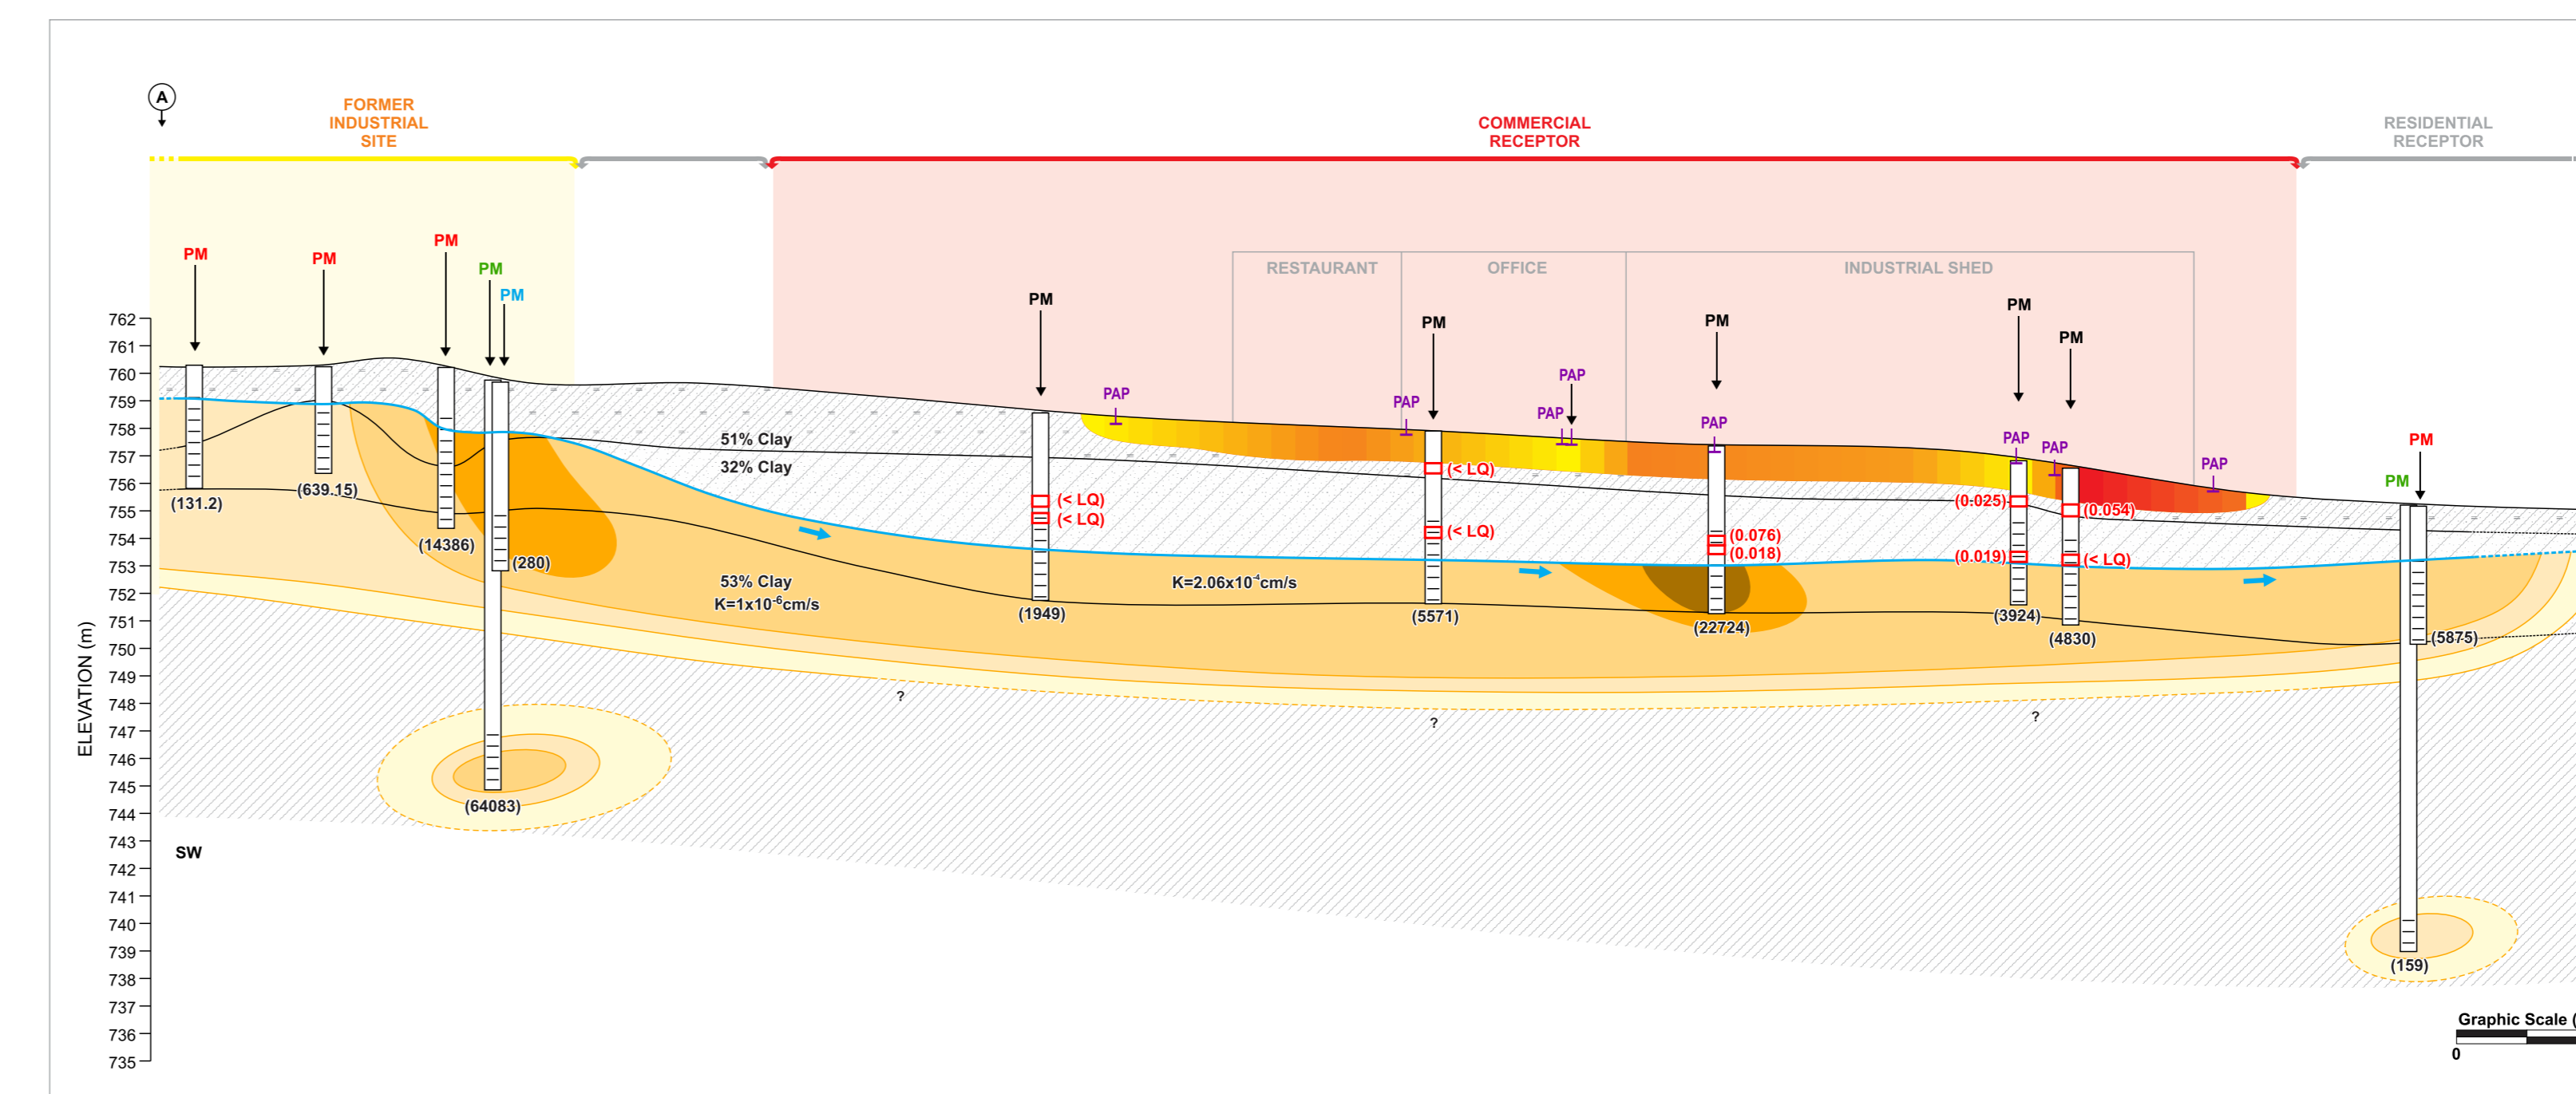 A
FORMER
INDUSTRIAL
SITE
COMMERCIAL
RECEPTOR
RESIDENTIAL
RECEPTOR
PM
PM
PM
PM
PM
RESTAURANT
OFFICE
INDUSTRIAL SHED
PM
PM
PM
PM
PM
PM
PM
PAP
PAP
PAP
PAP
PAP
PAP
PAP
PAP
ELEVATION (m)
762
761
760
759
758
757
756
755
754
753
752
751
750
749
748
747
746
745
744
743
742
741
740
739
738
737
736
735
51% Clay
32% Clay
53% Clay
K=1x10⁻⁶cm/s
K=2.06x10⁻⁴cm/s
(131.2)
(639.15)
(14386)
(280)
(64083)
(< LQ)
(< LQ)
(1949)
(< LQ)
(< LQ)
(5571)
(0.076)
(0.018)
(22724)
(0.025)
(0.019)
(3924)
(0.054)
(< LQ)
(4830)
(5875)
(159)
?
?
?
SW
Graphic Scale (
0